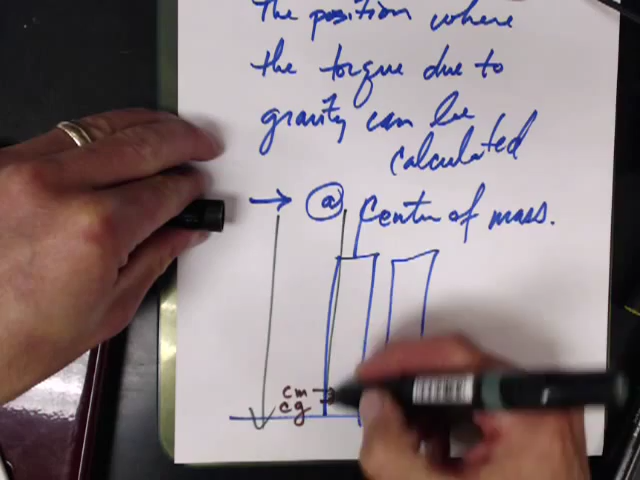 The position where
the torque due to
gravity can be
calculated
→ @ Center of mass.
cm
cg